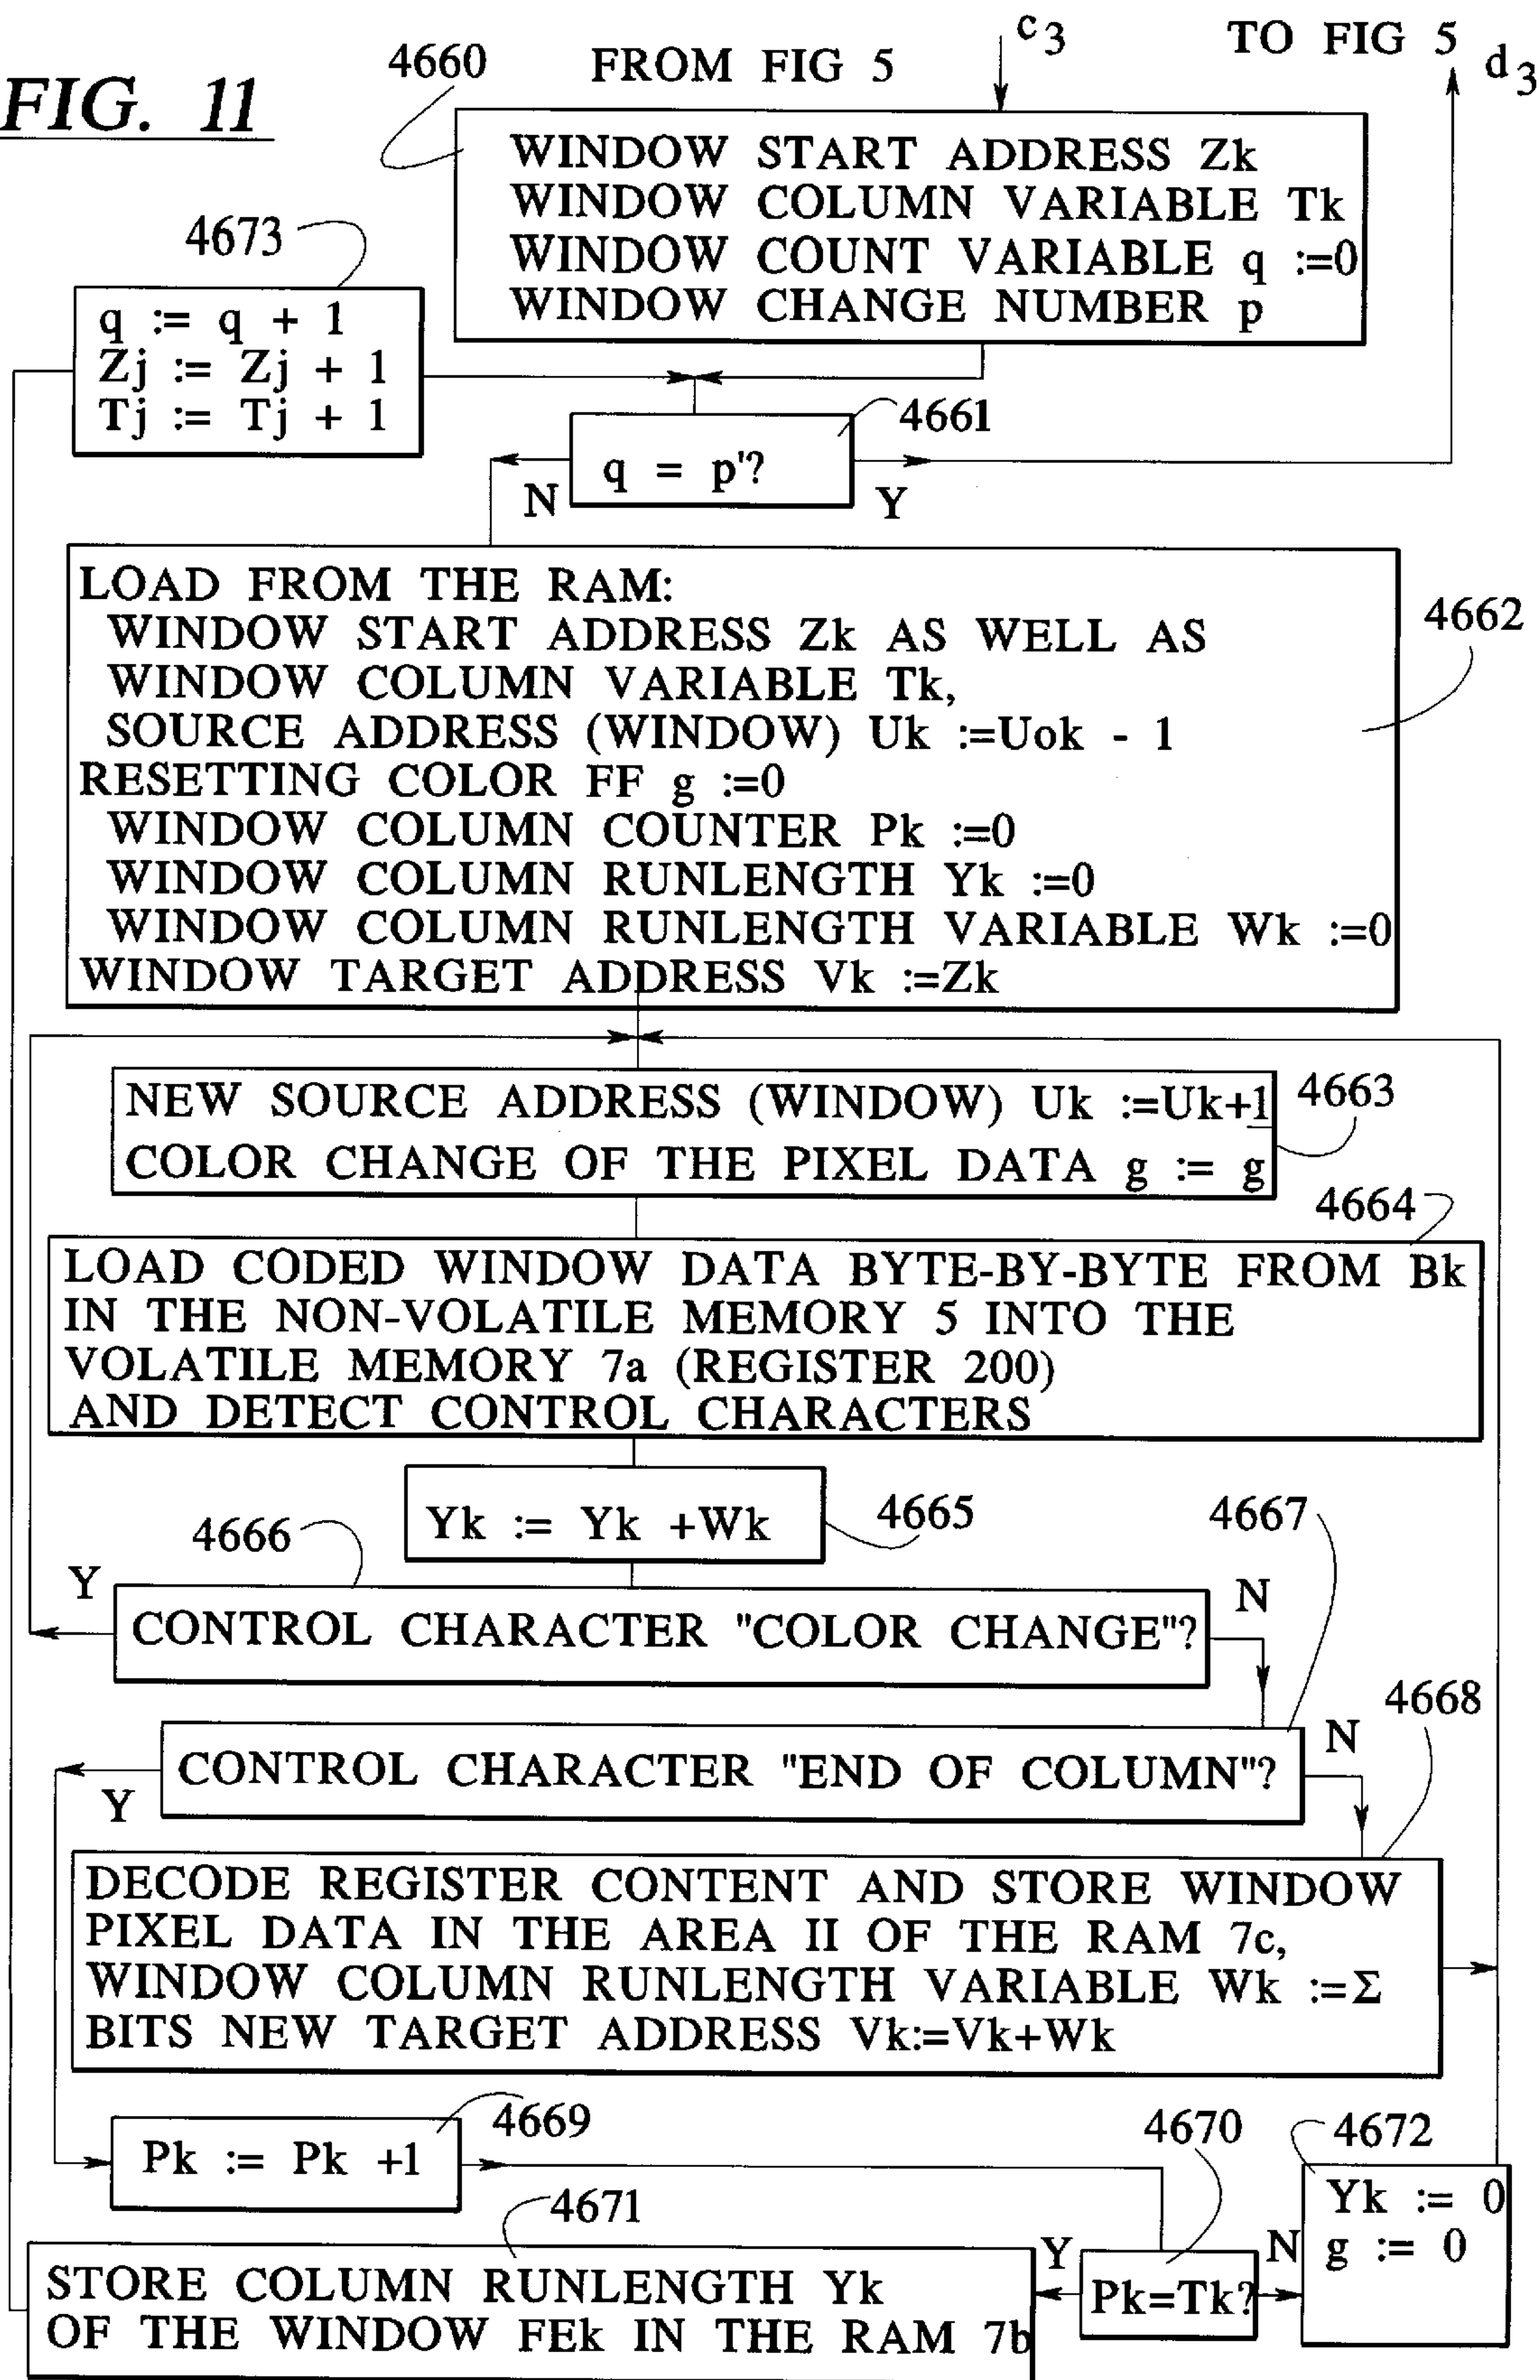 FIG. 11
4660
FROM FIG 5
c3
TO FIG 5
d3
WINDOW START ADDRESS Zk
WINDOW COLUMN VARIABLE Tk
WINDOW COUNT VARIABLE q :=0
WINDOW CHANGE NUMBER p
4673
q := q + 1
Zj := Zj + 1
Tj := Tj + 1
4661
q = p'?
N
Y
LOAD FROM THE RAM:
WINDOW START ADDRESS Zk AS WELL AS
WINDOW COLUMN VARIABLE Tk,
SOURCE ADDRESS (WINDOW) Uk :=Uok - 1
RESETTING COLOR FF g :=0
WINDOW COLUMN COUNTER Pk :=0
WINDOW COLUMN RUNLENGTH Yk :=0
WINDOW COLUMN RUNLENGTH VARIABLE Wk :=0
WINDOW TARGET ADDRESS Vk :=Zk
4662
NEW SOURCE ADDRESS (WINDOW) Uk :=Uk+1
COLOR CHANGE OF THE PIXEL DATA g := g̅
4663
4664
LOAD CODED WINDOW DATA BYTE-BY-BYTE FROM Bk
IN THE NON-VOLATILE MEMORY 5 INTO THE
VOLATILE MEMORY 7a (REGISTER 200)
AND DETECT CONTROL CHARACTERS
Yk := Yk +Wk
4665
4666
4667
Y
CONTROL CHARACTER "COLOR CHANGE"?
N
4668
CONTROL CHARACTER "END OF COLUMN"?
N
Y
DECODE REGISTER CONTENT AND STORE WINDOW
PIXEL DATA IN THE AREA II OF THE RAM 7c,
WINDOW COLUMN RUNLENGTH VARIABLE Wk :=Σ
BITS NEW TARGET ADDRESS Vk:=Vk+Wk
4669
Pk := Pk +1
4670
4672
Yk := 0
g := 0
4671
Y
Pk=Tk?
N
STORE COLUMN RUNLENGTH Yk
OF THE WINDOW FEk IN THE RAM 7b